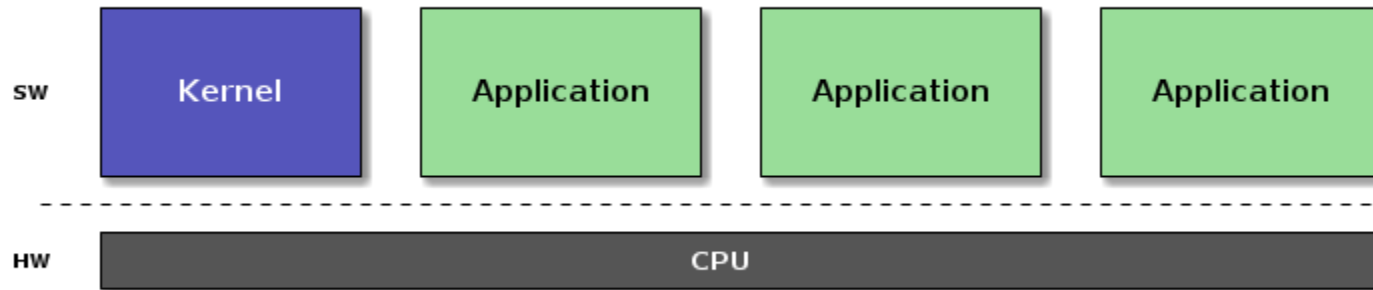 SW
Kernel
Application
Application
Application
HW
CPU